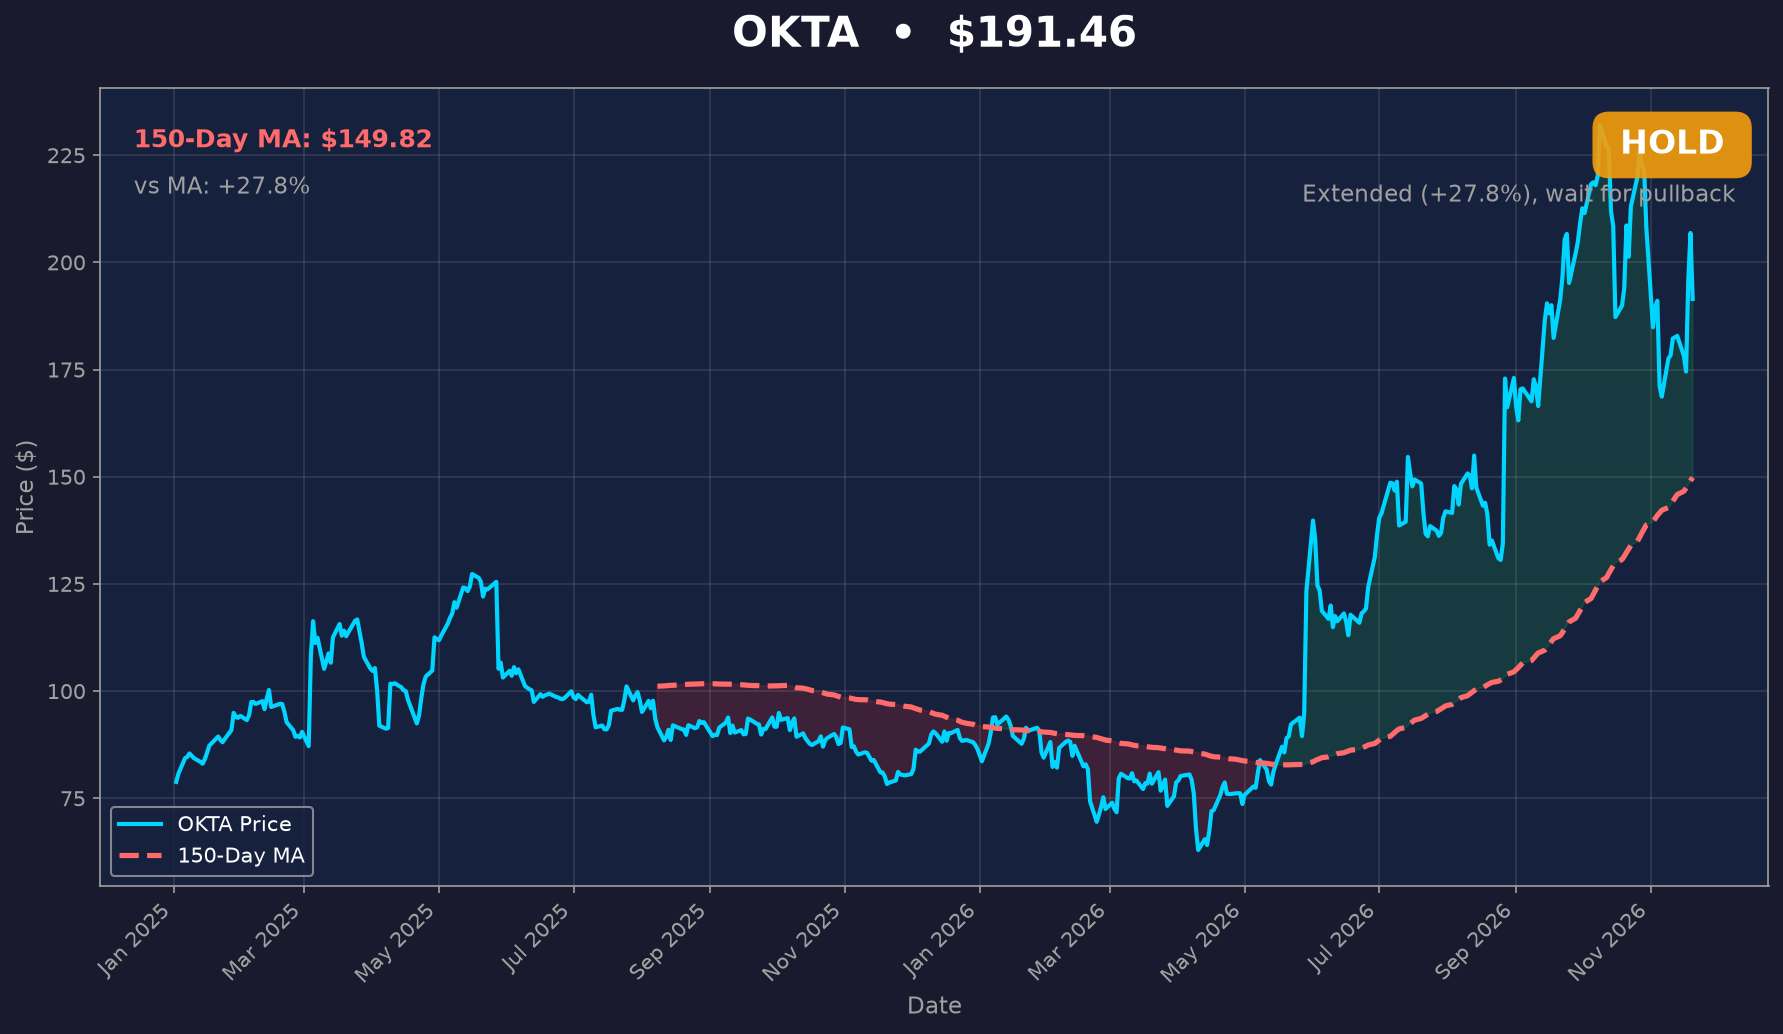 OKTA • $191.46
150-Day MA: $149.82
vs MA: +27.8%
HOLD
Extended (+27.8%), wait for pullback
Price ($)
225
200
175
150
125
100
75
OKTA Price
150-Day MA
Jan 2025
Mar 2025
May 2025
Jul 2025
Sep 2025
Nov 2025
Jan 2026
Mar 2026
May 2026
Jul 2026
Sep 2026
Nov 2026
Date